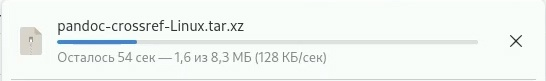 pandoc-crossref-Linux.tar.xz
Осталось 54 сек — 1,6 из 8,3 МБ (128 КБ/сек)